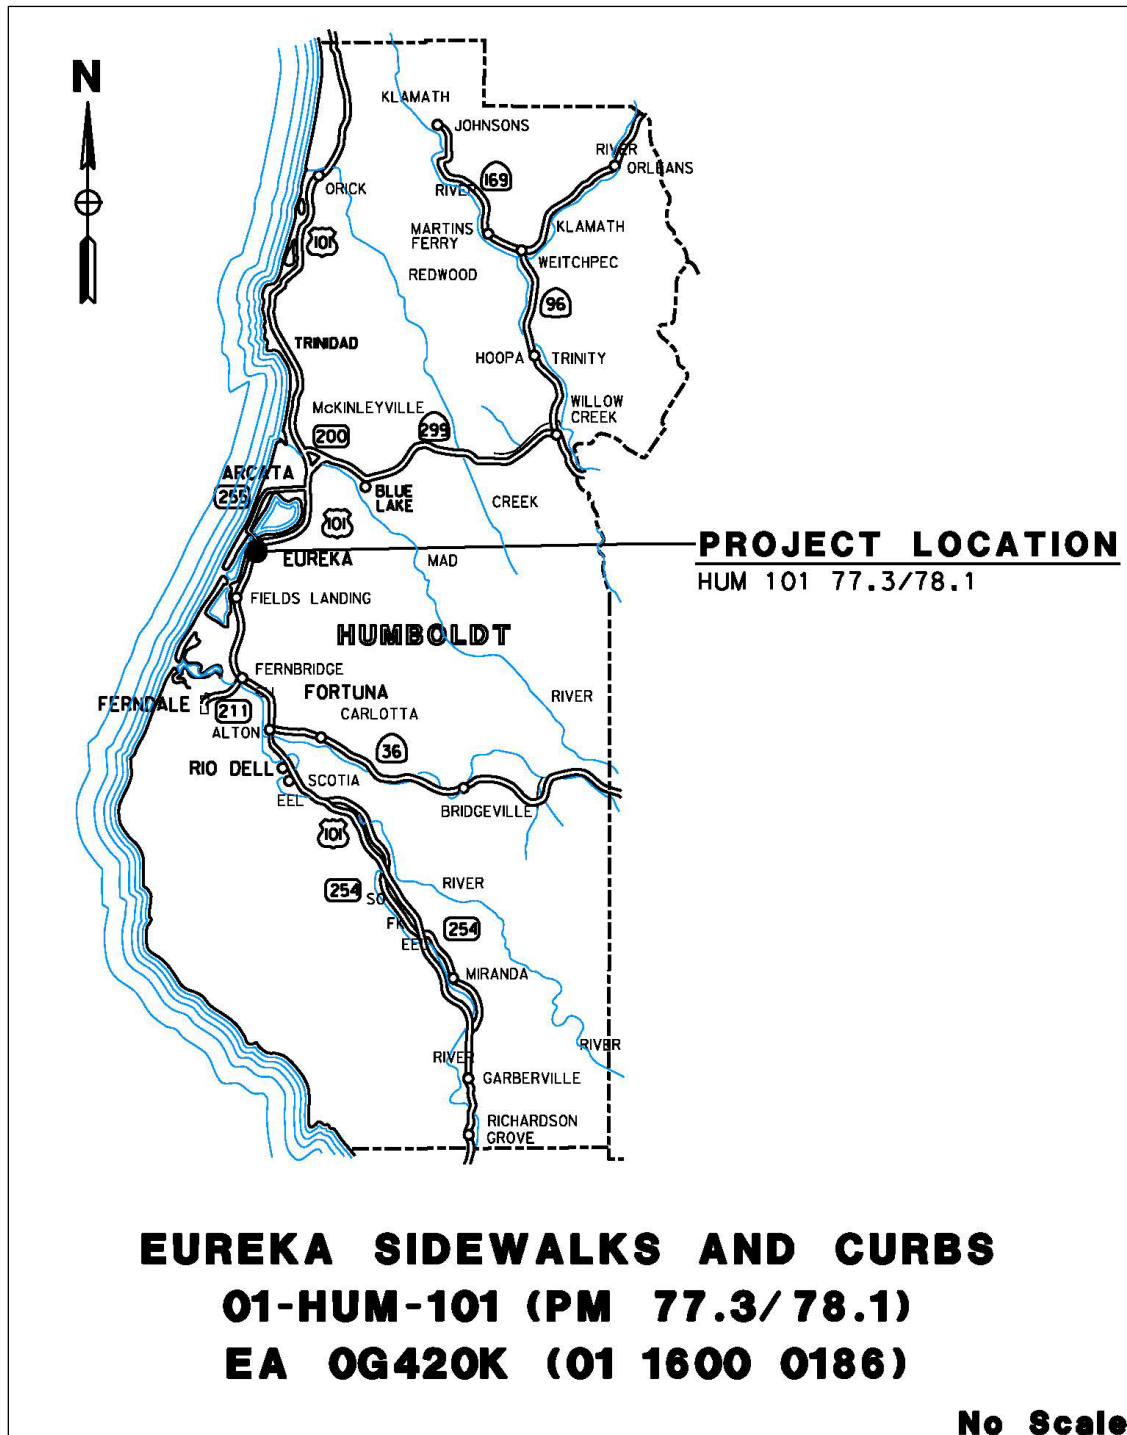 N
KLAMATH
JOHNSONS
RIVER
ORLEANS
169
RIVER
ORICK
MARTINS
FERRY
KLAMATH
101
WEITCHPEC
REDWOOD
96
TRINIDAD
HOOPA
TRINITY
McKINLEYVILLE
WILLOW
CREEK
200
299
ARCATA
255
BLUE
LAKE
CREEK
101
EUREKA
MAD
PROJECT LOCATION
HUM 101 77.3/78.1
FIELDS LANDING
HUMBOLDT
FERNBRIDGE
FORTUNA
RIVER
FERNDALE
211
CARLOTTA
ALTON
36
RIO DELL
SCOTIA
EEL
BRIDGEVILLE
101
RIVER
254
SO
FK
254
EEL
MIRANDA
RIVER
RIVER
GARBERVILLE
RICHARDSON
GROVE
EUREKA SIDEWALKS AND CURBS
01-HUM-101 (PM 77.3/78.1)
EA 0G420K (01 1600 0186)
No Scale